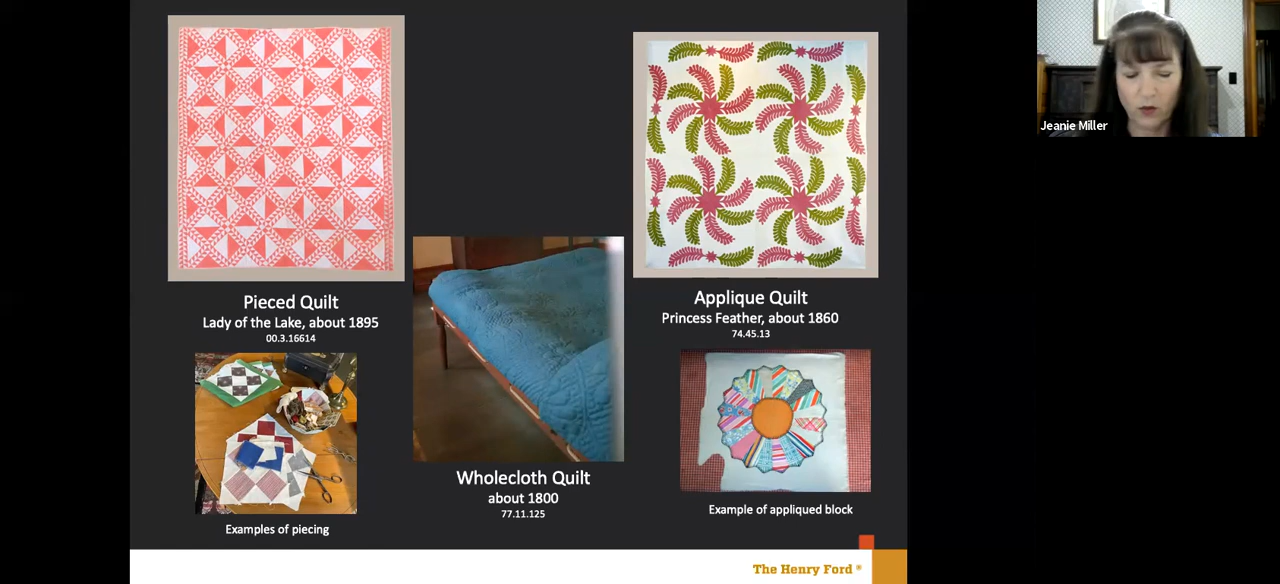 Jeanie Miller
Pieced Quilt
Lady of the Lake, about 1895
00.3.16614
Examples of piecing
Wholecloth Quilt
about 1800
77.11.125
Applique Quilt
Princess Feather, about 1860
74.45.13
Example of appliqued block
The Henry Ford ®